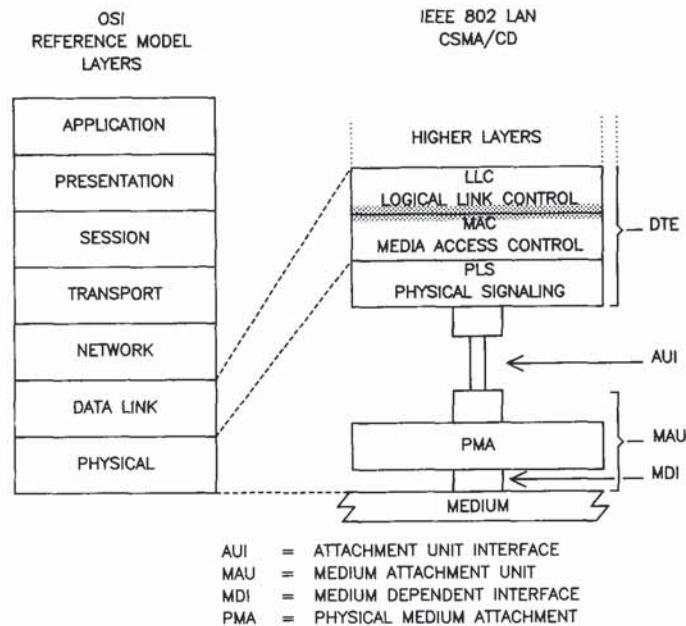 OSI
REFERENCE MODEL
LAYERS
APPLICATION
PRESENTATION
SESSION
TRANSPORT
NETWORK
DATA LINK
PHYSICAL
IEEE 802 LAN
CSMA/CD
HIGHER LAYERS
LLC
LOGICAL LINK CONTROL
MAC
MEDIA ACCESS CONTROL
PLS
PHYSICAL SIGNALING
DTE
AUI
PMA
MAU
MDI
MEDIUM
AUI = ATTACHMENT UNIT INTERFACE
MAU = MEDIUM ATTACHMENT UNIT
MDI = MEDIUM DEPENDENT INTERFACE
PMA = PHYSICAL MEDIUM ATTACHMENT